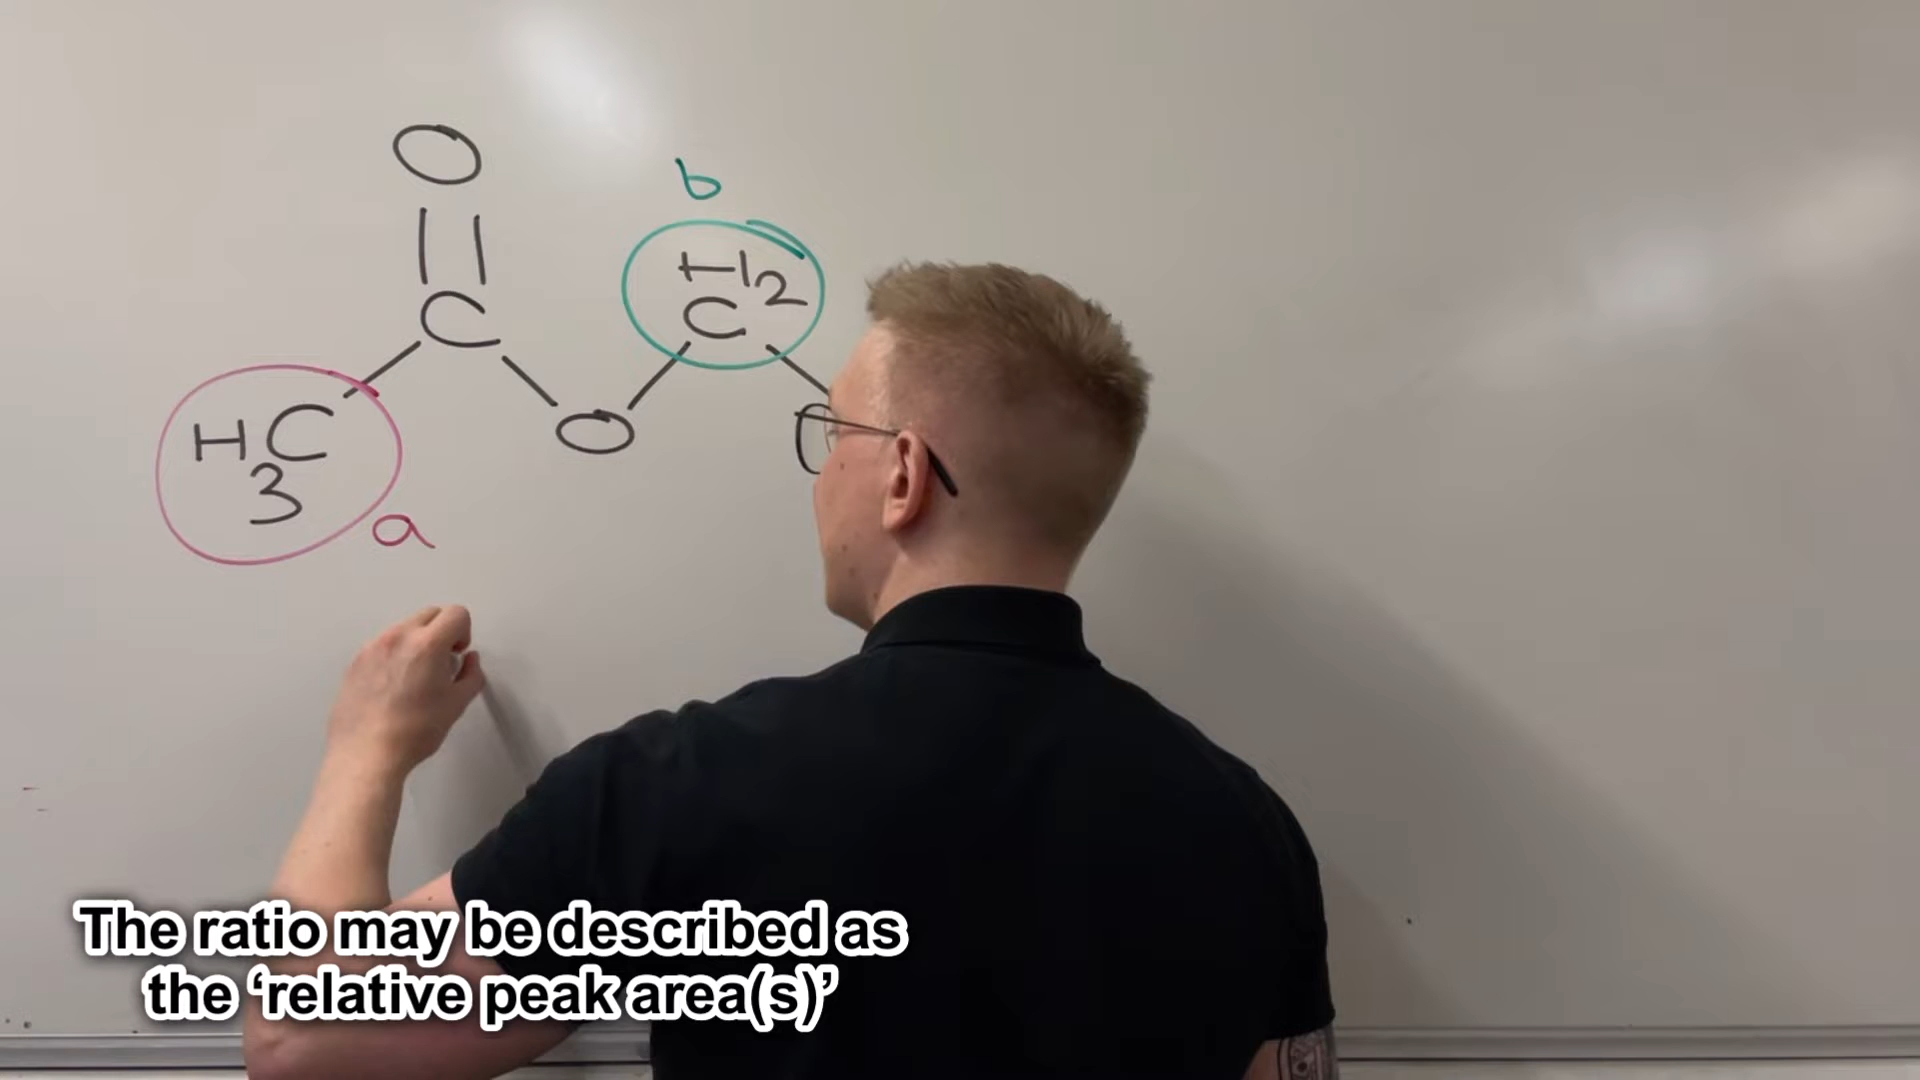 O
b
H2
C
C
H3C
O
a
The ratio may be described as
the ‘relative peak area(s)’